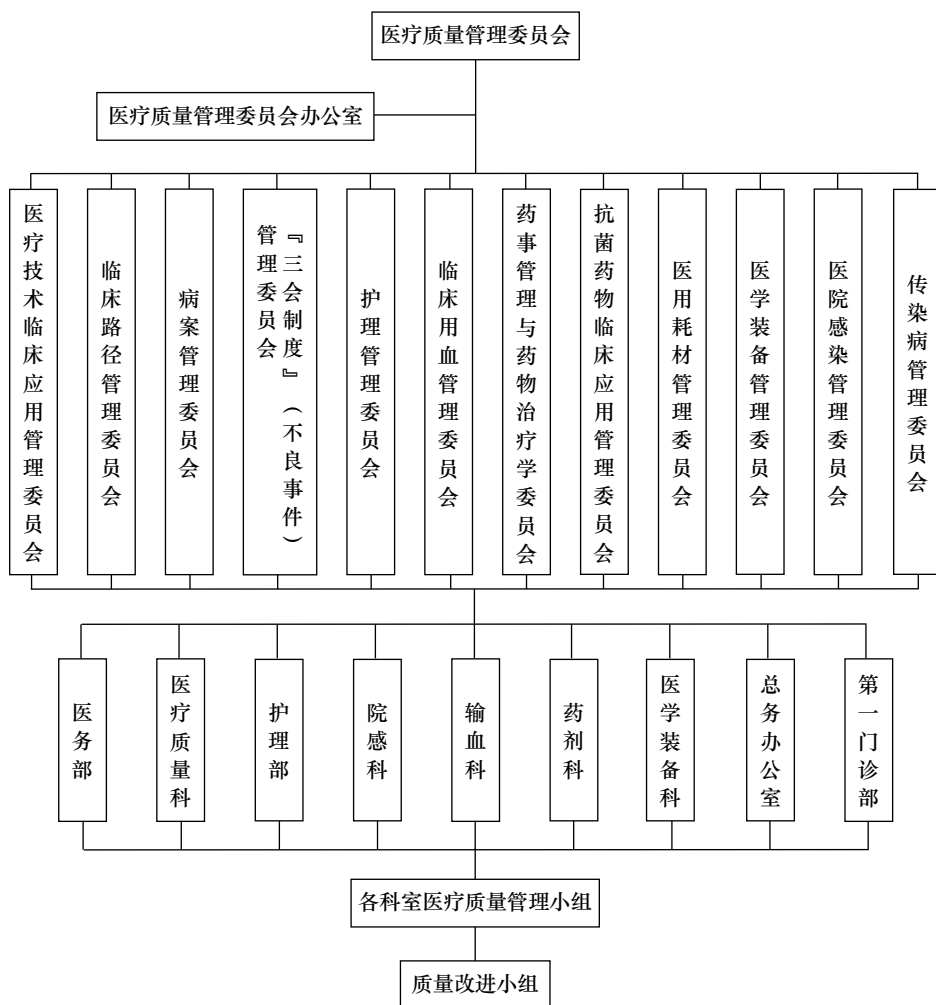 医疗质量管理委员会
医疗质量管理委员会办公室
医疗技术临床应用管理委员会
临床路径管理委员会
病案管理委员会
『三会制度』（不良事件）
管理委员会
护理管理委员会
临床用血管理委员会
药事管理与药物治疗学委员会
抗菌药物临床应用管理委员会
医用耗材管理委员会
医学装备管理委员会
医院感染管理委员会
传染病管理委员会
医务部
医疗质量科
护理部
院感科
输血科
药剂科
医学装备科
总务办公室
第一门诊部
各科室医疗质量管理小组
质量改进小组